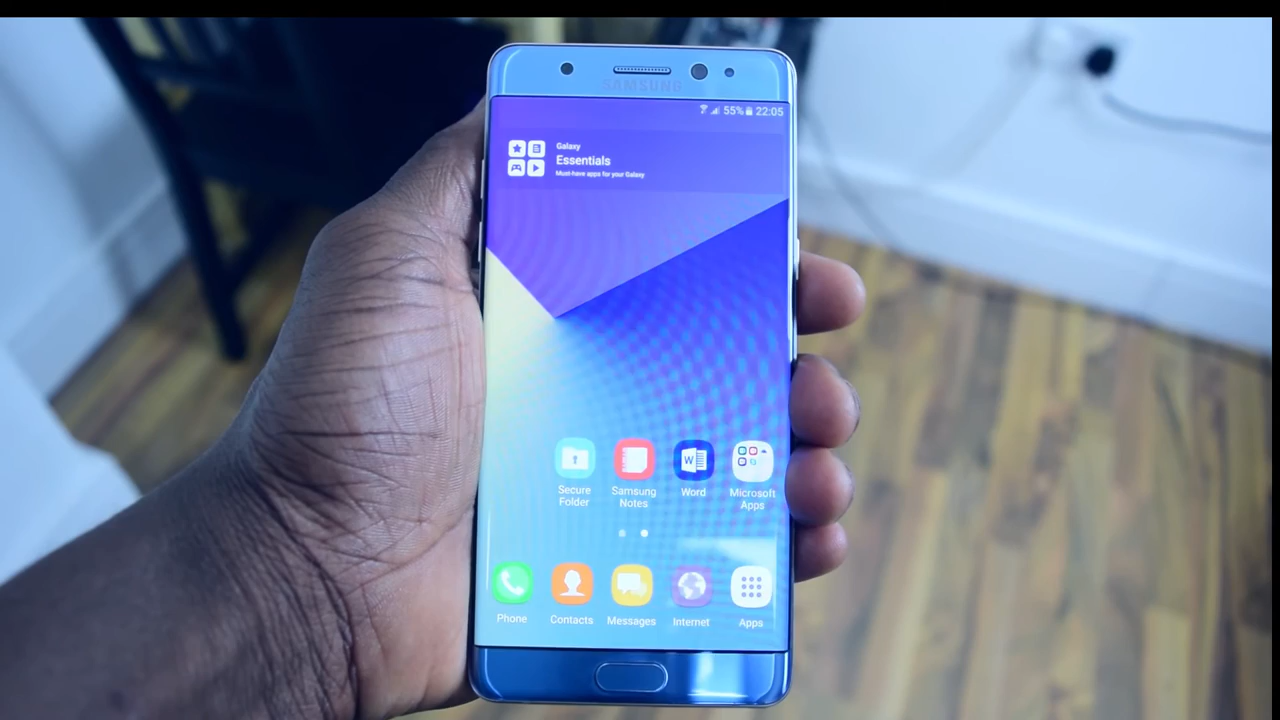 SAMSUNG
55% 22:05
Galaxy
Essentials
Must-have apps for your Galaxy
Secure Folder
Samsung Notes
W
Word
Microsoft Apps
Phone
Contacts
Messages
Internet
Apps